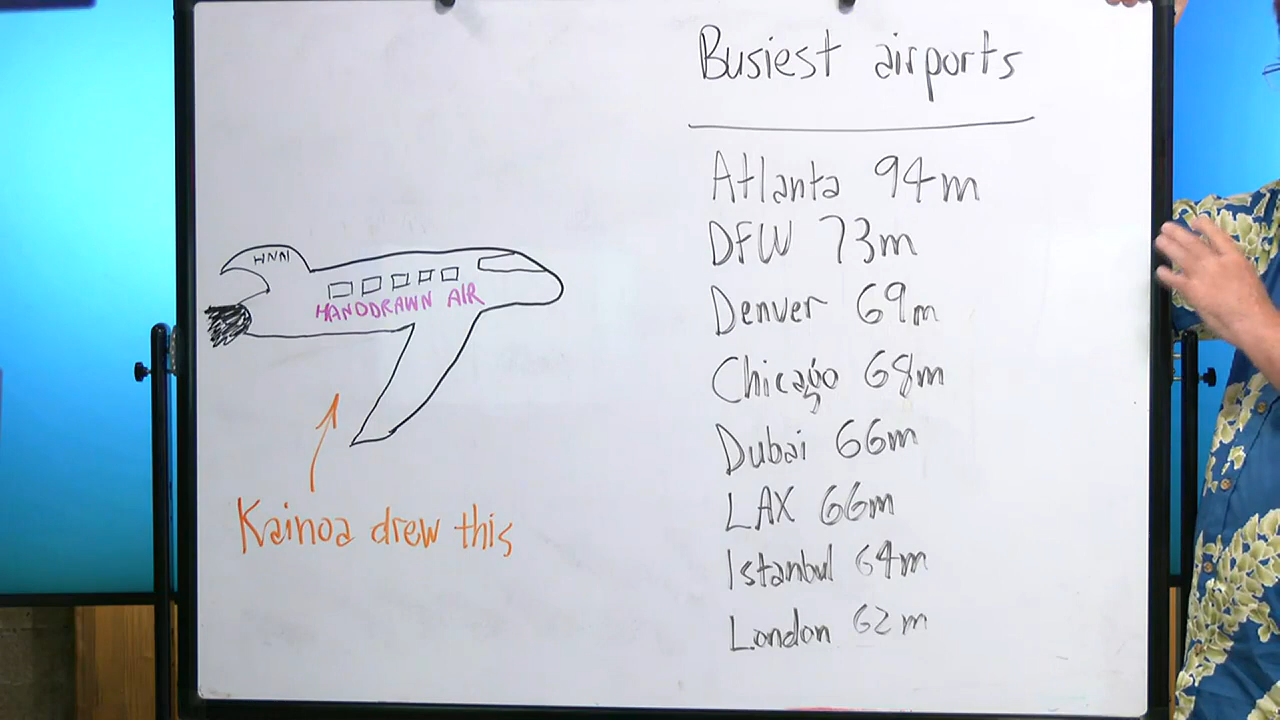 Busiest airports
Atlanta 94m
DFW 73m
Denver 69m
Chicago 68m
Dubai 66m
LAX 66m
Istanbul 64m
London 62m
HNN
HANDDRAWN AIR
Kainoa drew this